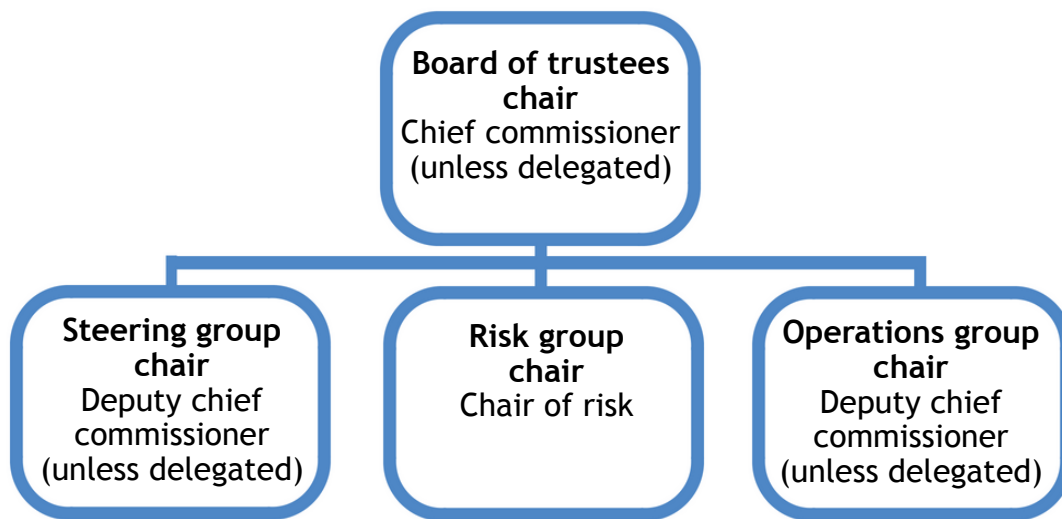 Board of trustees
chair
Chief commissioner
(unless delegated)
Steering group
chair
Deputy chief
commissioner
(unless delegated)
Risk group
chair
Chair of risk
Operations group
chair
Deputy chief
commissioner
(unless delegated)